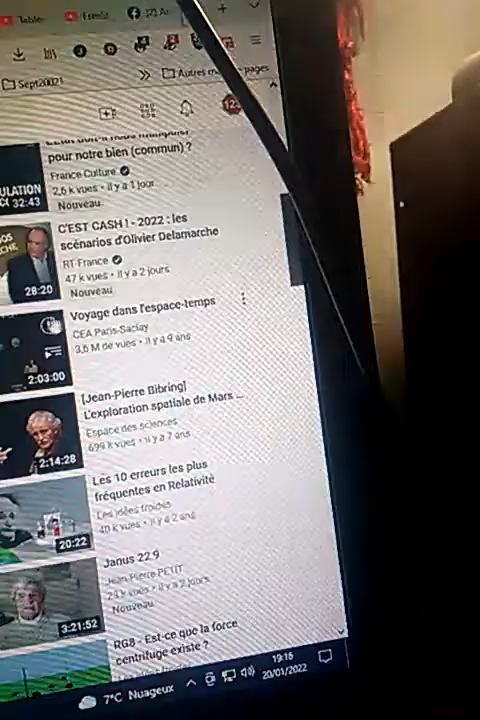 Sept20021
Autres m pages
pour notre bien (commun) ?
France Culture
2,6 k vues • il y a 1 jour
Nouveau
ULATION
32:43
C'EST CASH ! - 2022 : les
scénarios d'Olivier Delamarche
RT France
47 k vues • il y a 2 jours
Nouveau
28:20
Voyage dans l'espace-temps
CEA Paris-Saclay
3,6 M de vues • il y a 9 ans
2:03:00
[Jean-Pierre Bibring]
L'exploration spatiale de Mars ...
Espace des sciences
699 k vues • il y a 7 ans
2:14:28
Les 10 erreurs les plus
fréquentes en Relativité
Les idées froides
40 k vues • il y a 2 ans
20:22
Janus 22 9
Jean-Pierre PETIT
23 k vues • il y a 2 jours
Nouveau
3:21:52
RG8 - Est-ce que la force
centrifuge existe ?
7°C Nuageux
19:16
20/01/2022